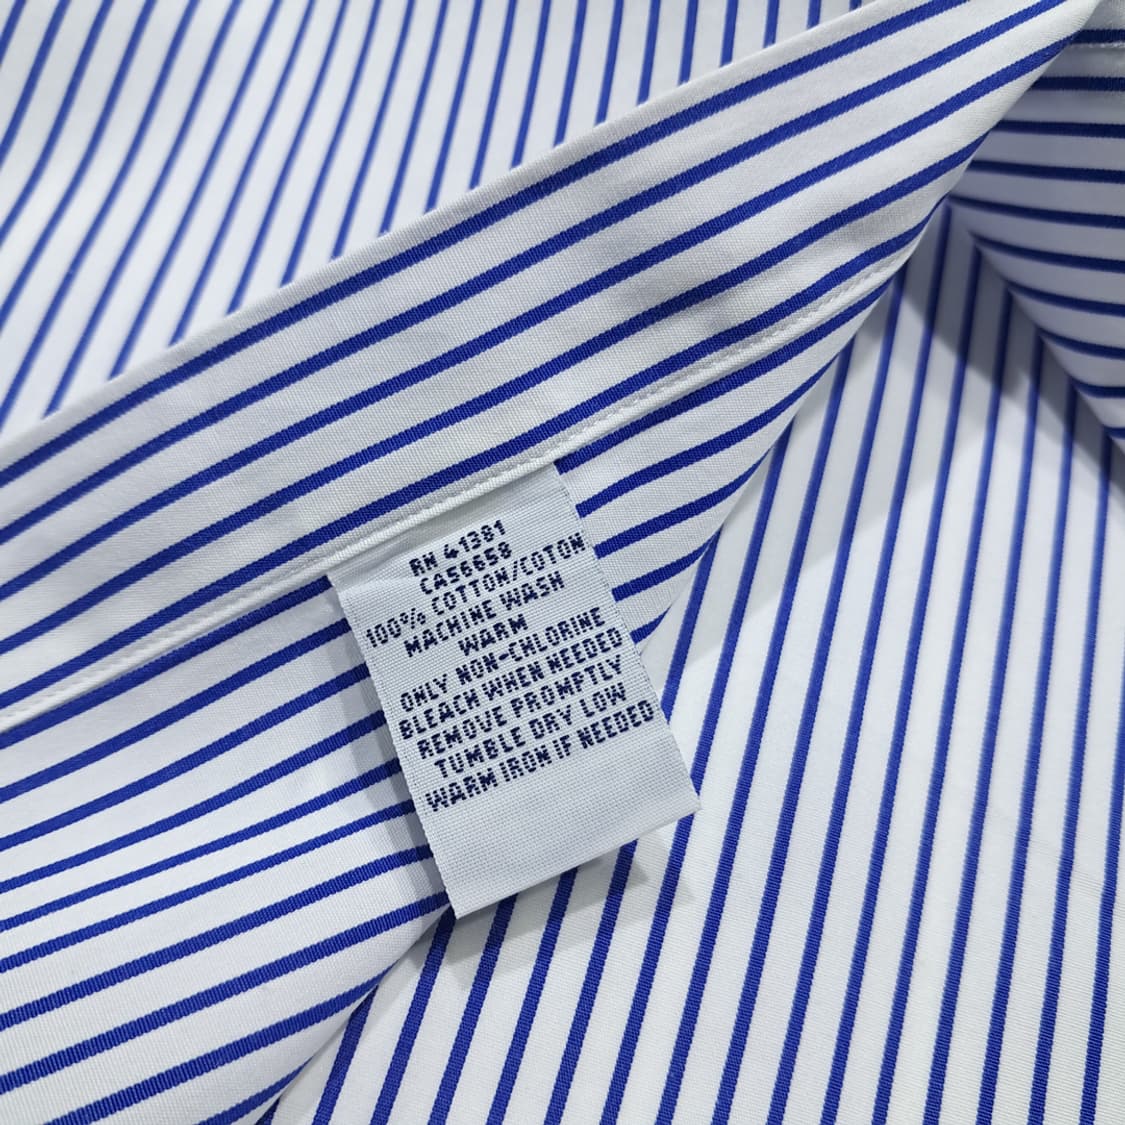 RN 41381
CA56658
100% COTTON/COTON
MACHINE WASH
WARM
ONLY NON-CHLORINE
BLEACH WHEN NEEDED
REMOVE PROMPTLY
TUMBLE DRY LOW
WARM IRON IF NEEDED